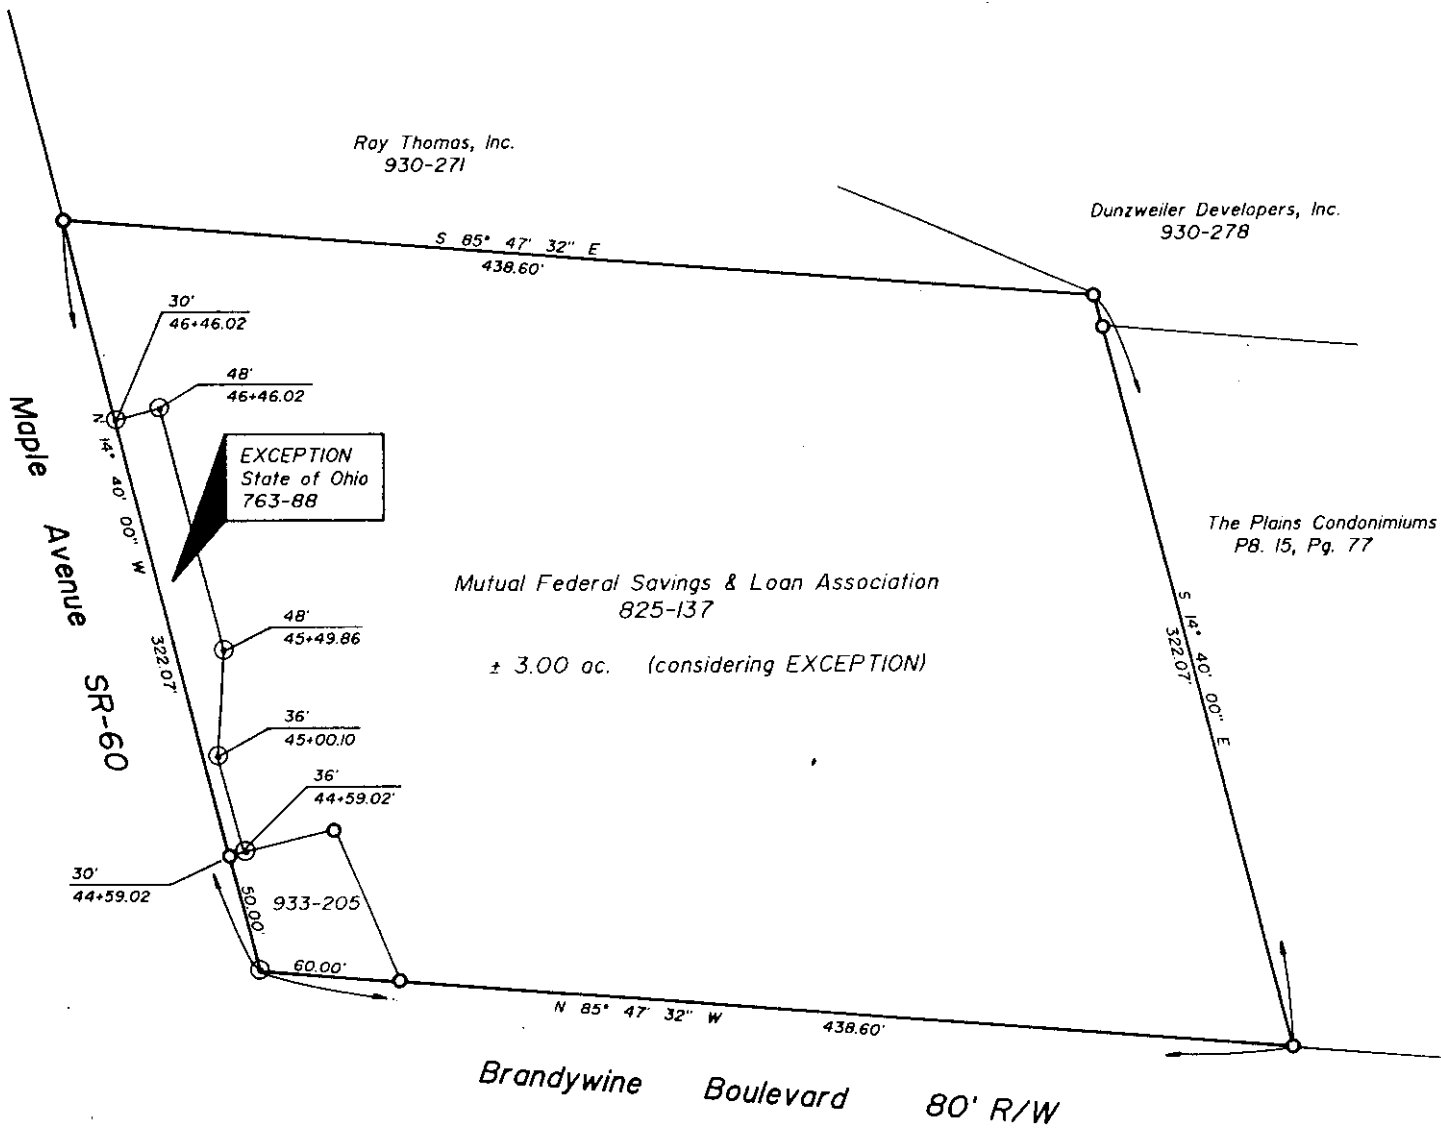 Ray Thomas, Inc.
930-271
Dunzweiler Developers, Inc.
930-278
S 85° 47' 32" E
438.60'
30'
46+46.02
48'
46+46.02
EXCEPTION
State of Ohio
763-88
N 14° 40' 00" W
322.07'
Maple Avenue SR-60
The Plains Condonimiums
PB. 15, Pg. 77
Mutual Federal Savings & Loan Association
825-137
± 3.00 ac. (considering EXCEPTION)
S 14° 40' 00" E
322.07'
48'
45+49.86
36'
45+00.10
36'
44+59.02'
30'
44+59.02
50.00'
933-205
60.00'
N 85° 47' 32" W
438.60'
Brandywine Boulevard 80' R/W